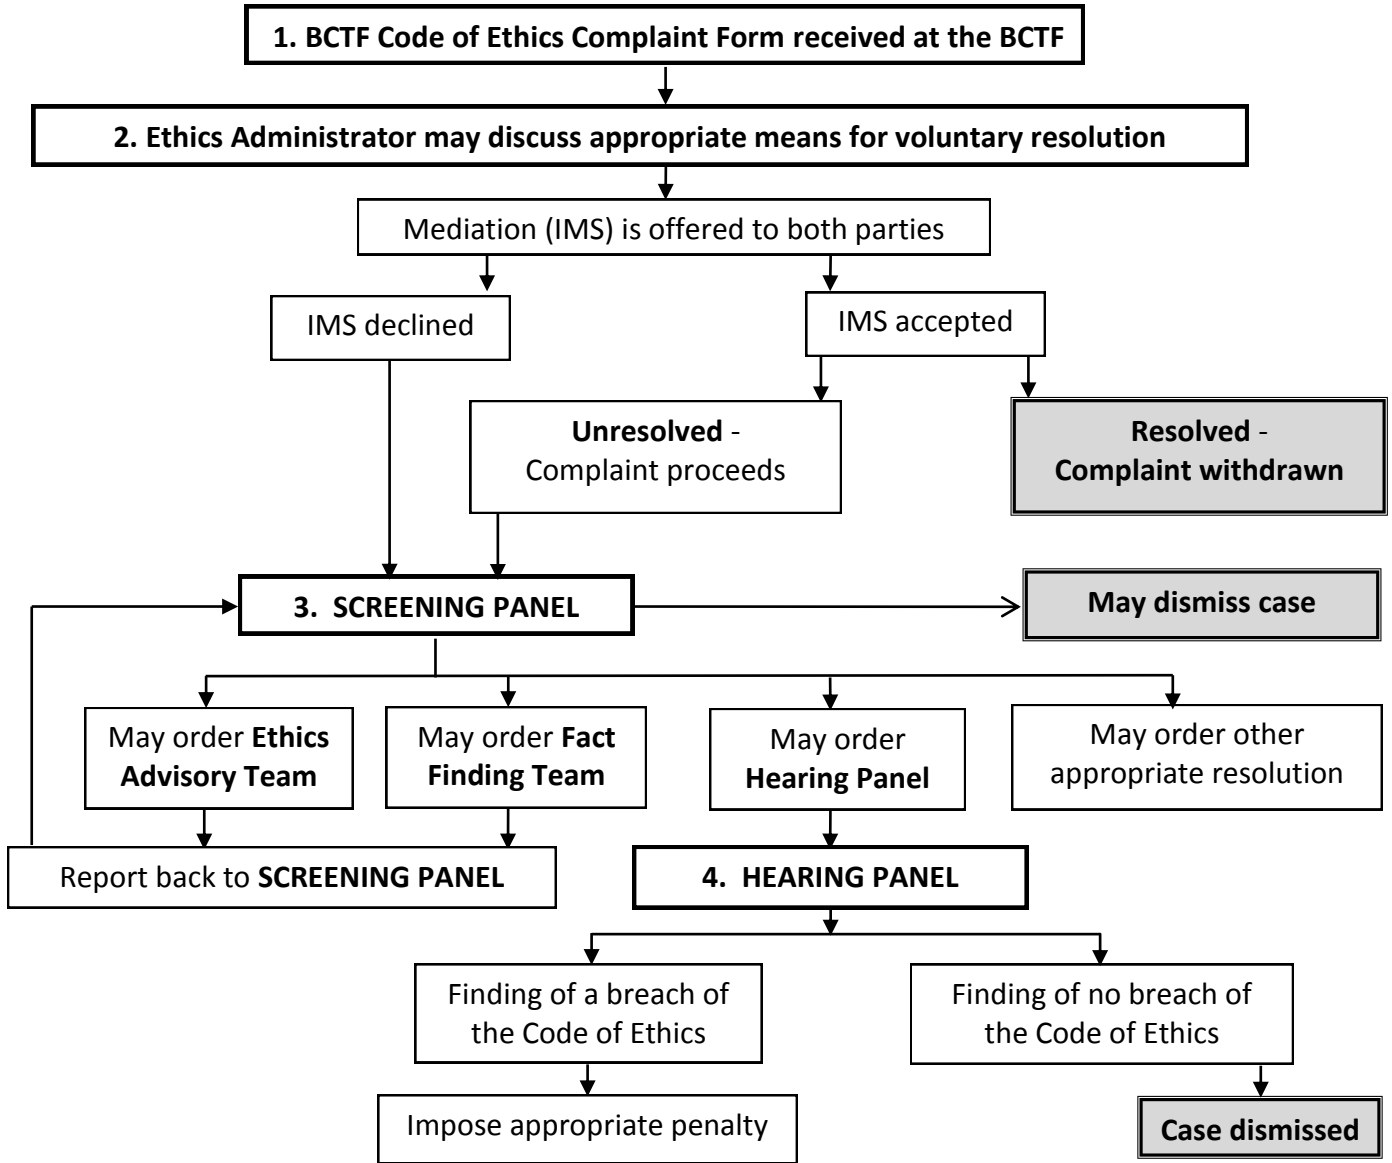 1. BCTF Code of Ethics Complaint Form received at the BCTF
2. Ethics Administrator may discuss appropriate means for voluntary resolution
Mediation (IMS) is offered to both parties
IMS declined
IMS accepted
Unresolved -
Complaint proceeds
Resolved -
Complaint withdrawn
3. SCREENING PANEL
May dismiss case
May order Ethics
Advisory Team
May order Fact
Finding Team
May order
Hearing Panel
May order other
appropriate resolution
Report back to SCREENING PANEL
4. HEARING PANEL
Finding of a breach of
the Code of Ethics
Finding of no breach of
the Code of Ethics
Impose appropriate penalty
Case dismissed